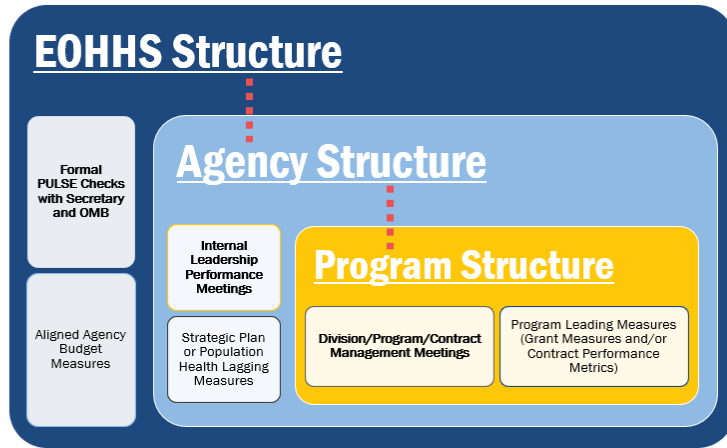 EOHHS Structure
Formal
PULSE Checks
with Secretary
and OMB
Aligned Agency
Budget
Measures
Agency Structure
Internal
Leadership
Performance
Meetings
Strategic Plan
or Population
Health Lagging
Measures
Program Structure
Division/Program/Contract
Management Meetings
Program Leading Measures
(Grant Measures and/or
Contract Performance
Metrics)